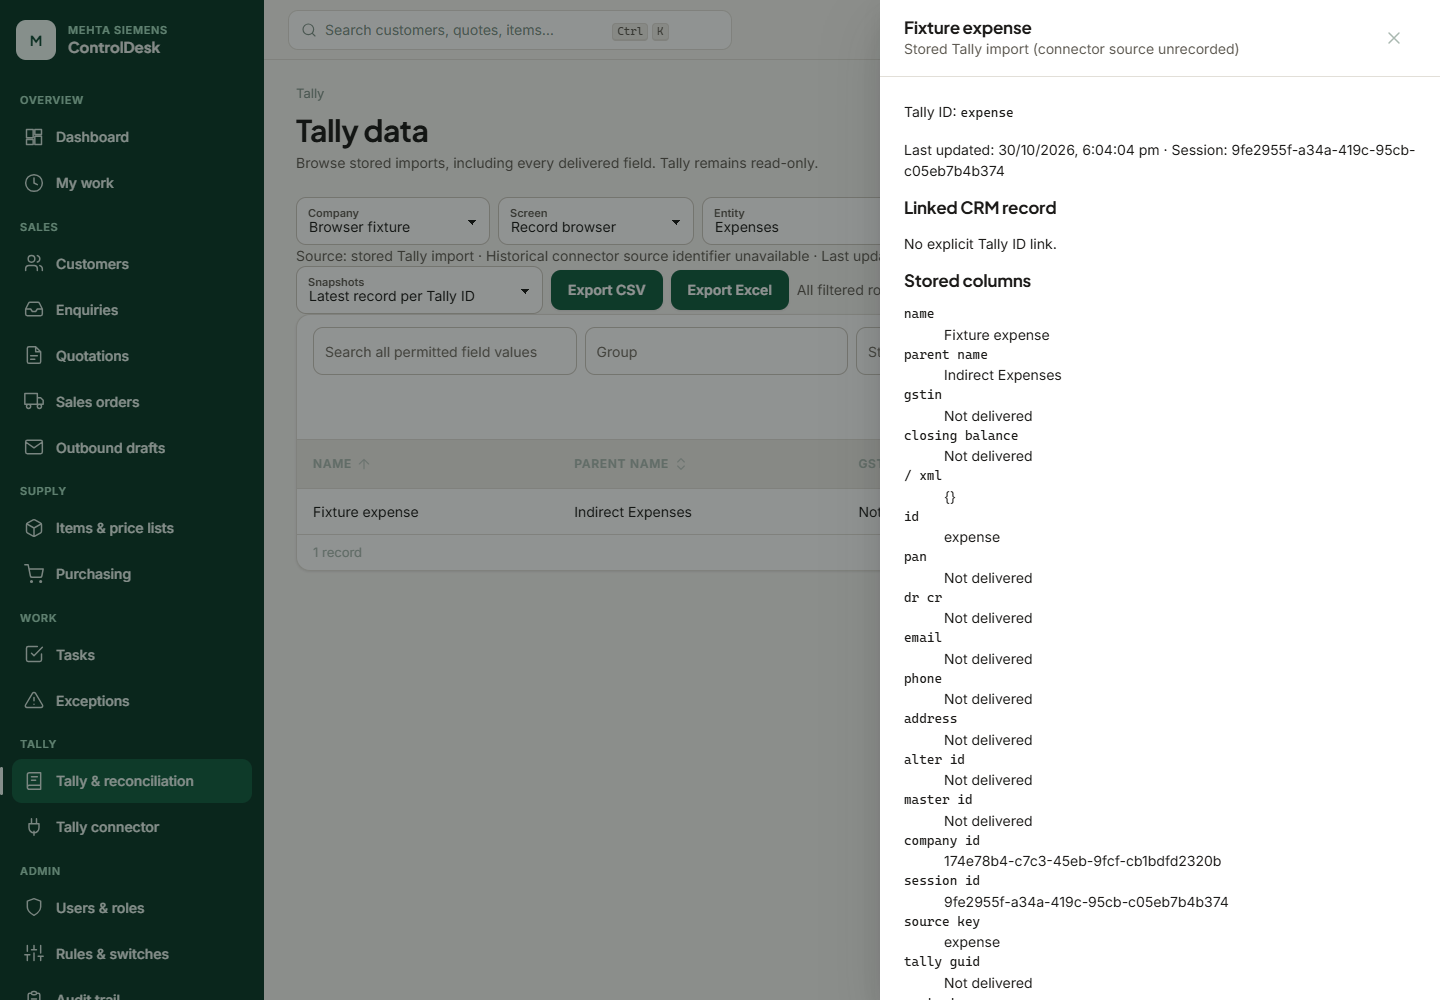 M
MEHTA SIEMENS
ControlDesk
OVERVIEW
Dashboard
My work
SALES
Customers
Enquiries
Quotations
Sales orders
Outbound drafts
SUPPLY
Items & price lists
Purchasing
WORK
Tasks
Exceptions
TALLY
Tally & reconciliation
Tally connector
ADMIN
Users & roles
Rules & switches
Audit trail
Search customers, quotes, items... Ctrl K
Tally
Tally data
Browse stored imports, including every delivered field. Tally remains read-only.
Company
Browser fixture
Screen
Record browser
Entity
Expenses
Source: stored Tally import · Historical connector source identifier unavailable · Last upda
Snapshots
Latest record per Tally ID
Export CSV
Export Excel
All filtered ro
Search all permitted field values
Group
St
NAME PARENT NAME GST
Fixture expense Indirect Expenses Not
1 record
Fixture expense
Stored Tally import (connector source unrecorded)
Tally ID: expense
Last updated: 30/10/2026, 6:04:04 pm · Session: 9fe2955f-a34a-419c-95cb-
c05eb7b4b374
Linked CRM record
No explicit Tally ID link.
Stored columns
name
Fixture expense
parent name
Indirect Expenses
gstin
Not delivered
closing balance
Not delivered
/ xml
{}
id
expense
pan
Not delivered
dr cr
Not delivered
email
Not delivered
phone
Not delivered
address
Not delivered
alter id
Not delivered
master id
Not delivered
company id
174e78b4-c7c3-45eb-9fcf-cb1bdfd2320b
session id
9fe2955f-a34a-419c-95cb-c05eb7b4b374
source key
expense
tally guid
Not delivered